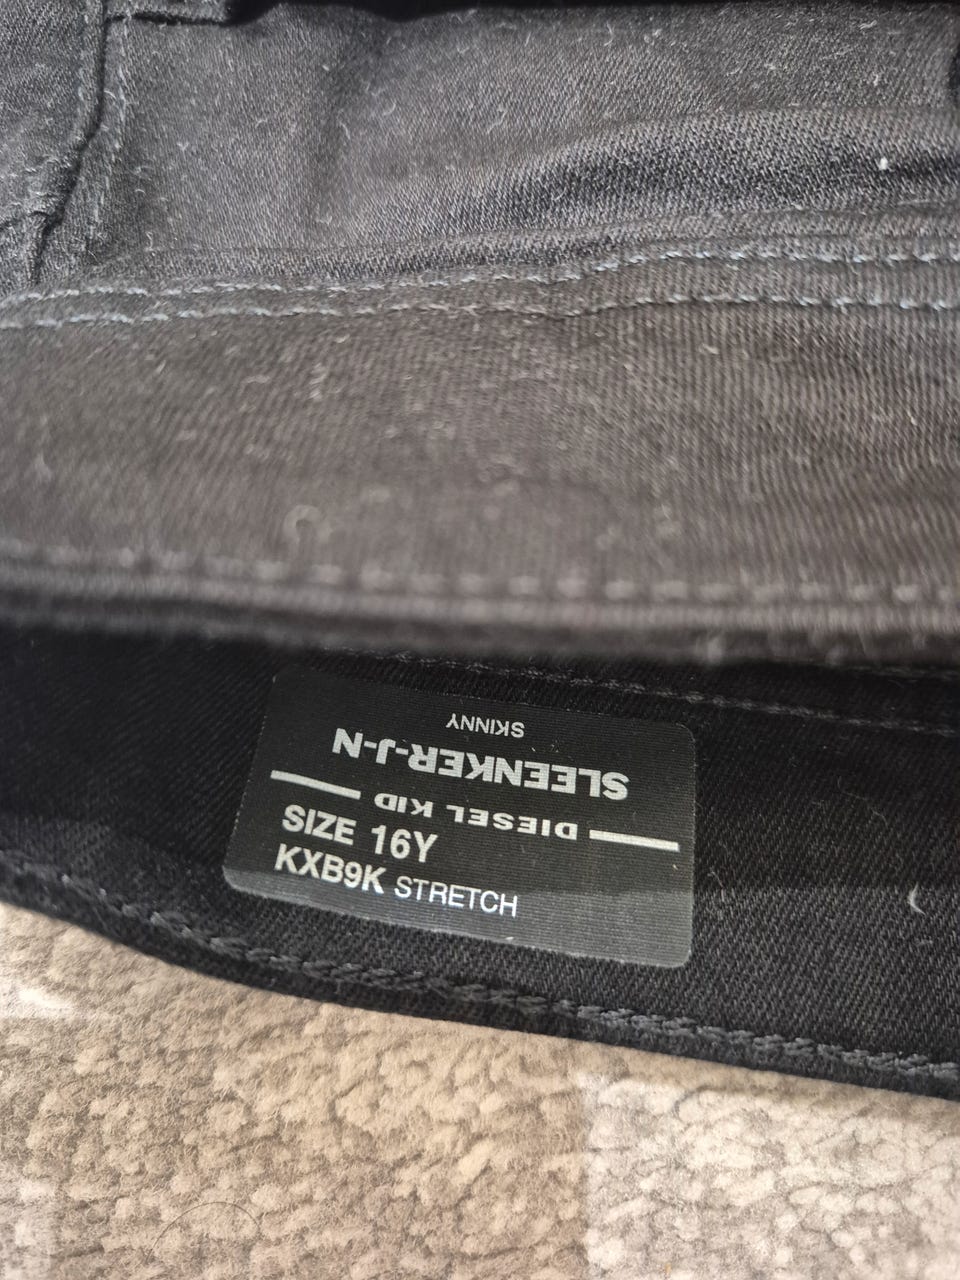 SKINNY
SLEENKER-J-N
DIESEL KID
SIZE 16Y
KXB9K STRETCH